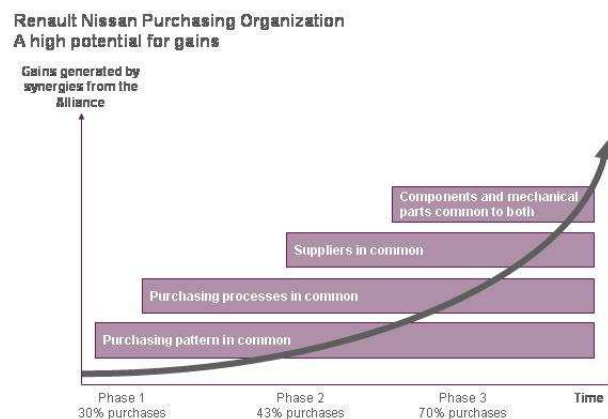 Renault Nissan Purchasing Organization
A high potential for gains
Gains generated by
synergies from the
Alliance
Components and mechanical
parts common to both
Suppliers in common
Purchasing processes in common
Purchasing pattern in common
Phase 1
30% purchases
Phase 2
43% purchases
Phase 3
70% purchases
Time